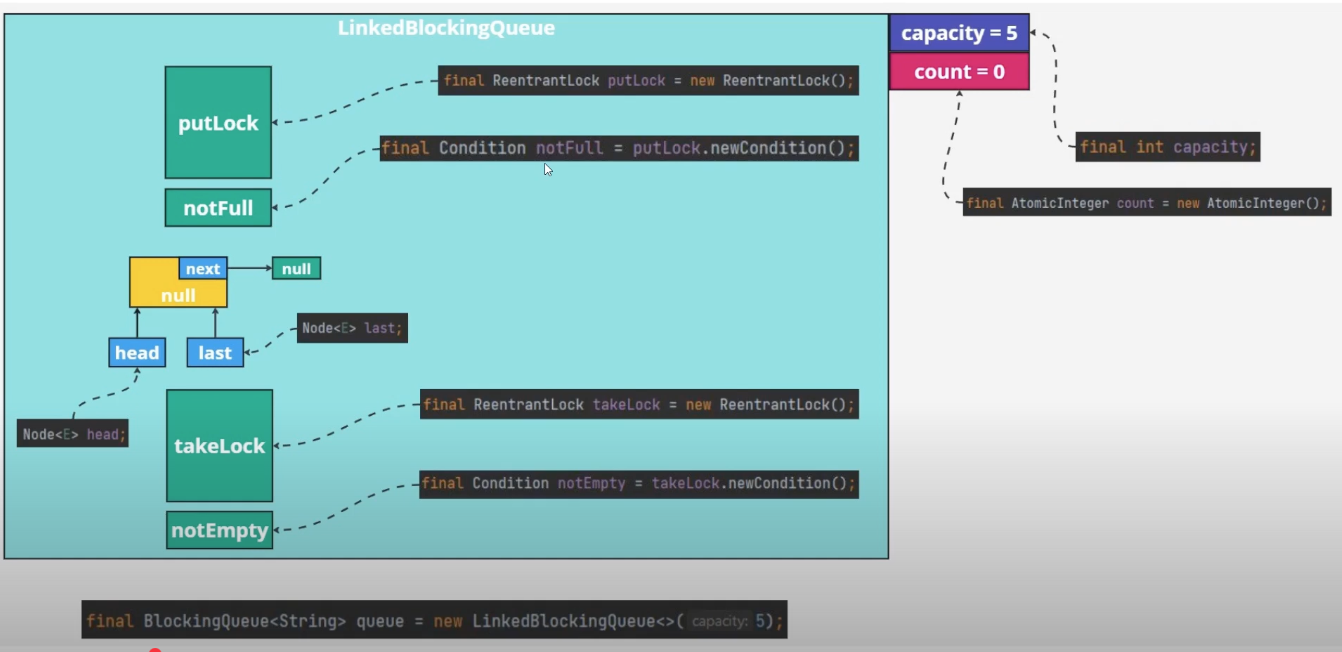 LinkedBlockingQueue
capacity = 5
count = 0
final ReentrantLock putLock = new ReentrantLock();
putLock
final Condition notFull = putLock.newCondition();
notFull
final int capacity;
final AtomicInteger count = new AtomicInteger();
next
null
null
Node<E> last;
head
last
Node<E> head;
final ReentrantLock takeLock = new ReentrantLock();
takeLock
final Condition notEmpty = takeLock.newCondition();
notEmpty
final BlockingQueue<String> queue = new LinkedBlockingQueue<>( capacity: 5);